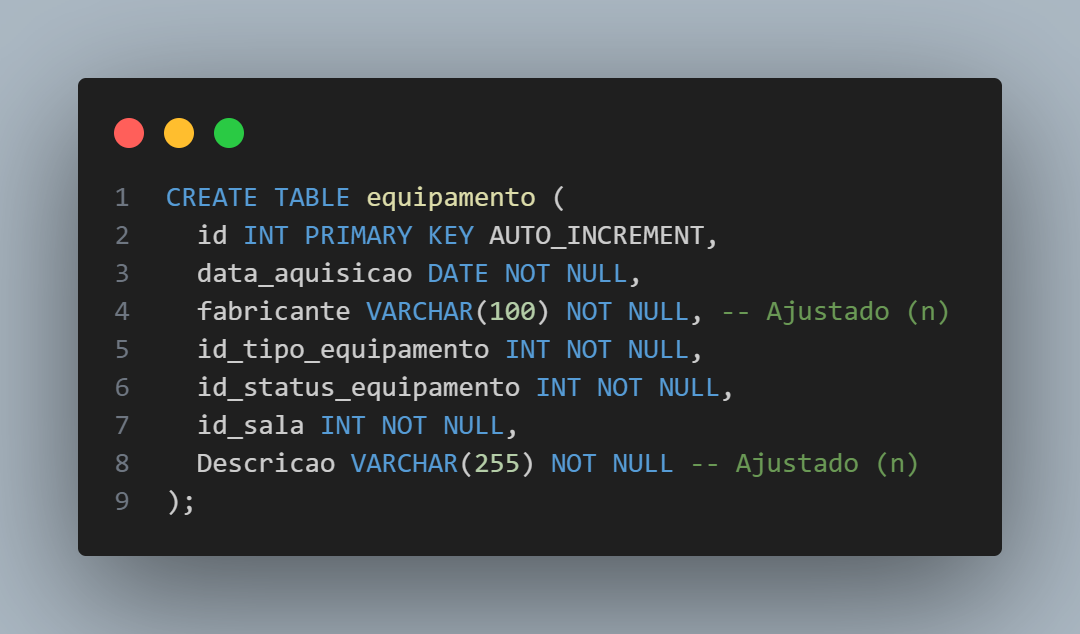 1 CREATE TABLE equipamento (
2 id INT PRIMARY KEY AUTO_INCREMENT,
3 data_aquisicao DATE NOT NULL,
4 fabricante VARCHAR(100) NOT NULL, -- Ajustado (n)
5 id_tipo_equipamento INT NOT NULL,
6 id_status_equipamento INT NOT NULL,
7 id_sala INT NOT NULL,
8 Descricao VARCHAR(255) NOT NULL -- Ajustado (n)
9 );